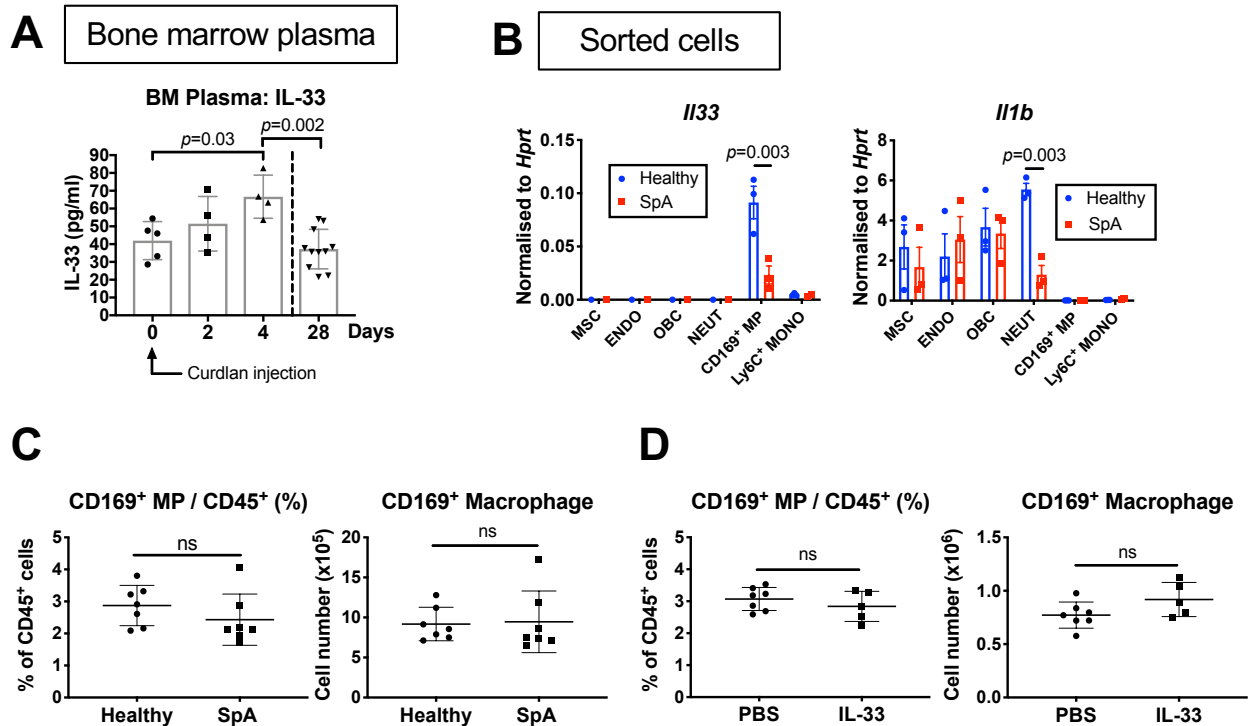 A
Bone marrow plasma
BM Plasma: IL-33
p=0.002
p=0.03
IL-33 (pg/ml)
90
80
70
60
50
40
30
20
10
0
0 2 4 28 Days
Curdlan injection
B
Sorted cells
Il33
Normalised to Hprt
0.15
0.10
0.05
0.00
Healthy
SpA
p=0.003
MSC
ENDO
OBC
NEUT
CD169+ MP
Ly6C+ MONO
Il1b
Normalised to Hprt
8
6
4
2
0
p=0.003
Healthy
SpA
MSC
ENDO
OBC
NEUT
CD169+ MP
Ly6C+ MONO
C
CD169+ MP / CD45+ (%)
% of CD45+ cells
5
4
3
2
1
0
ns
Healthy SpA
CD169+ Macrophage
Cell number (x10⁵)
20
15
10
5
0
ns
Healthy SpA
D
CD169+ MP / CD45+ (%)
% of CD45+ cells
5
4
3
2
1
0
ns
PBS IL-33
CD169+ Macrophage
Cell number (x10⁶)
1.5
1.0
0.5
0.0
ns
PBS IL-33